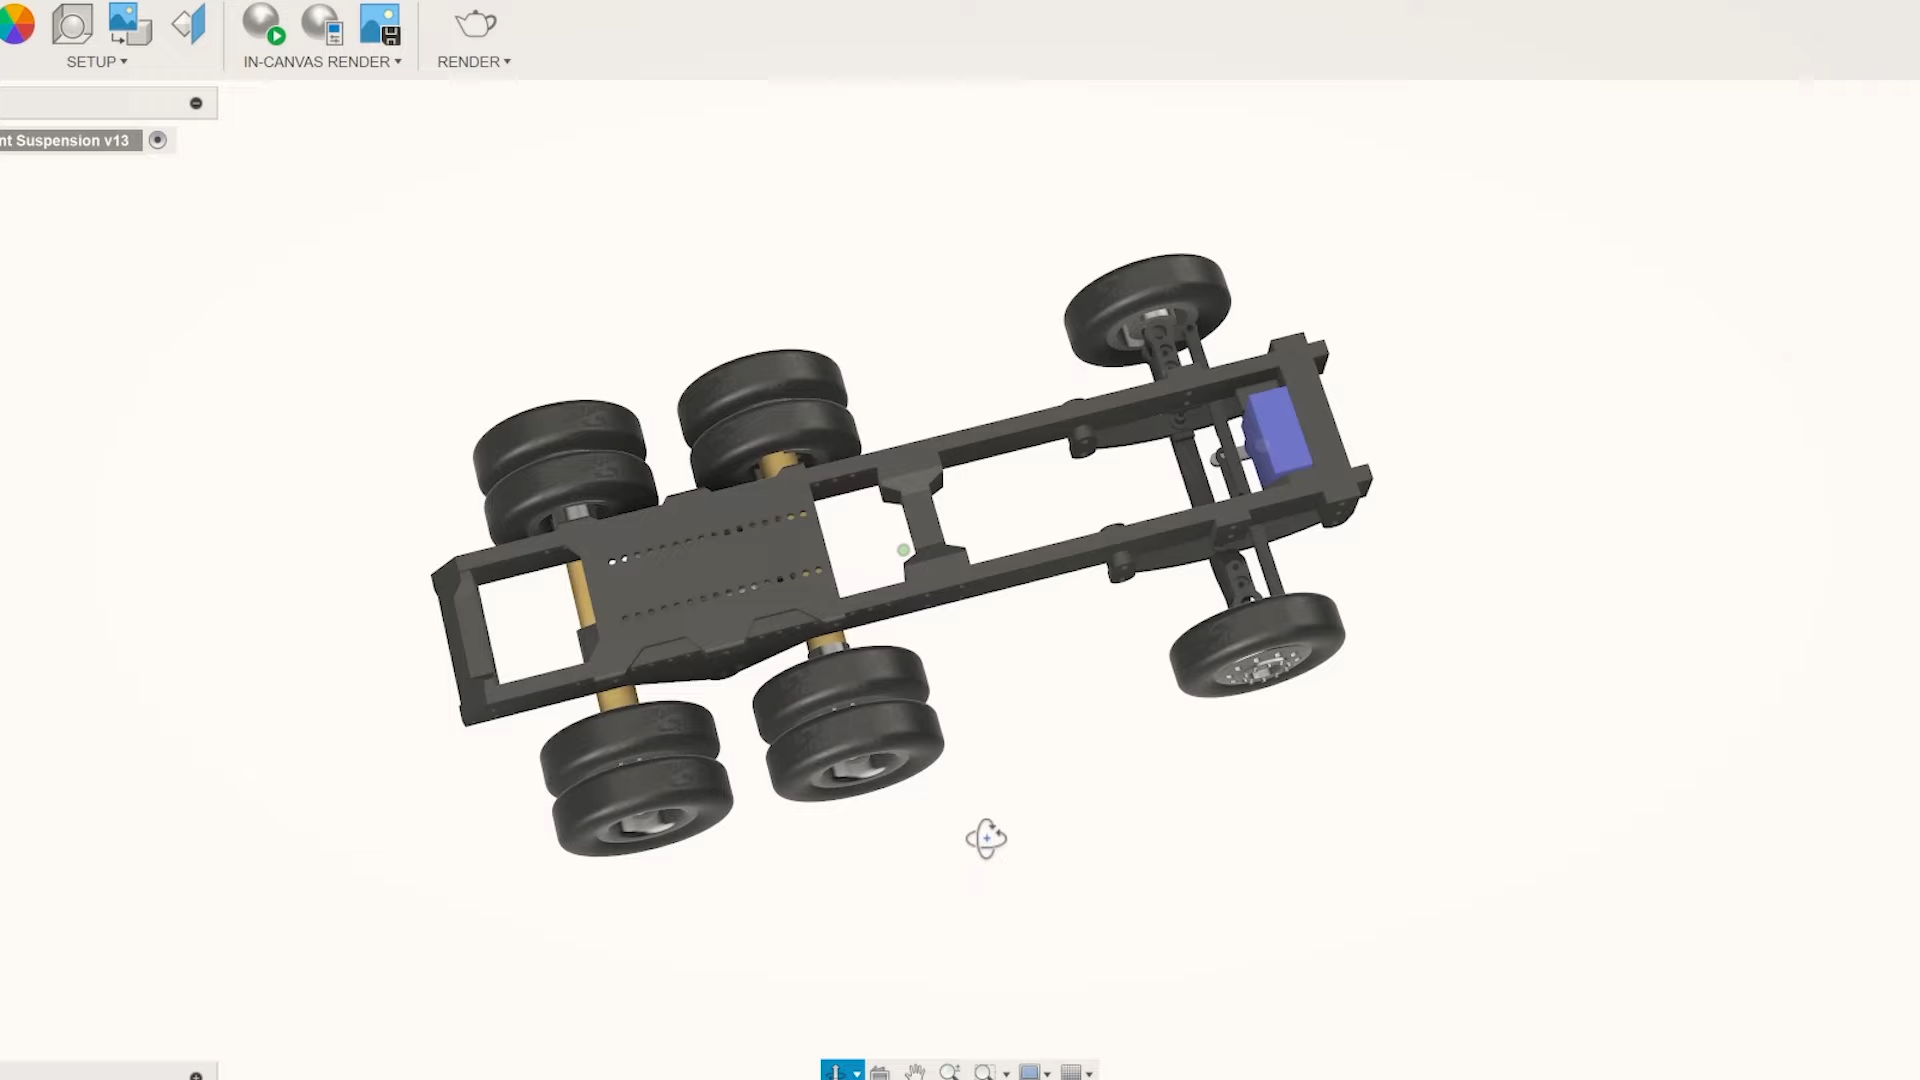 SETUP
IN-CANVAS RENDER
RENDER
nt Suspension v13